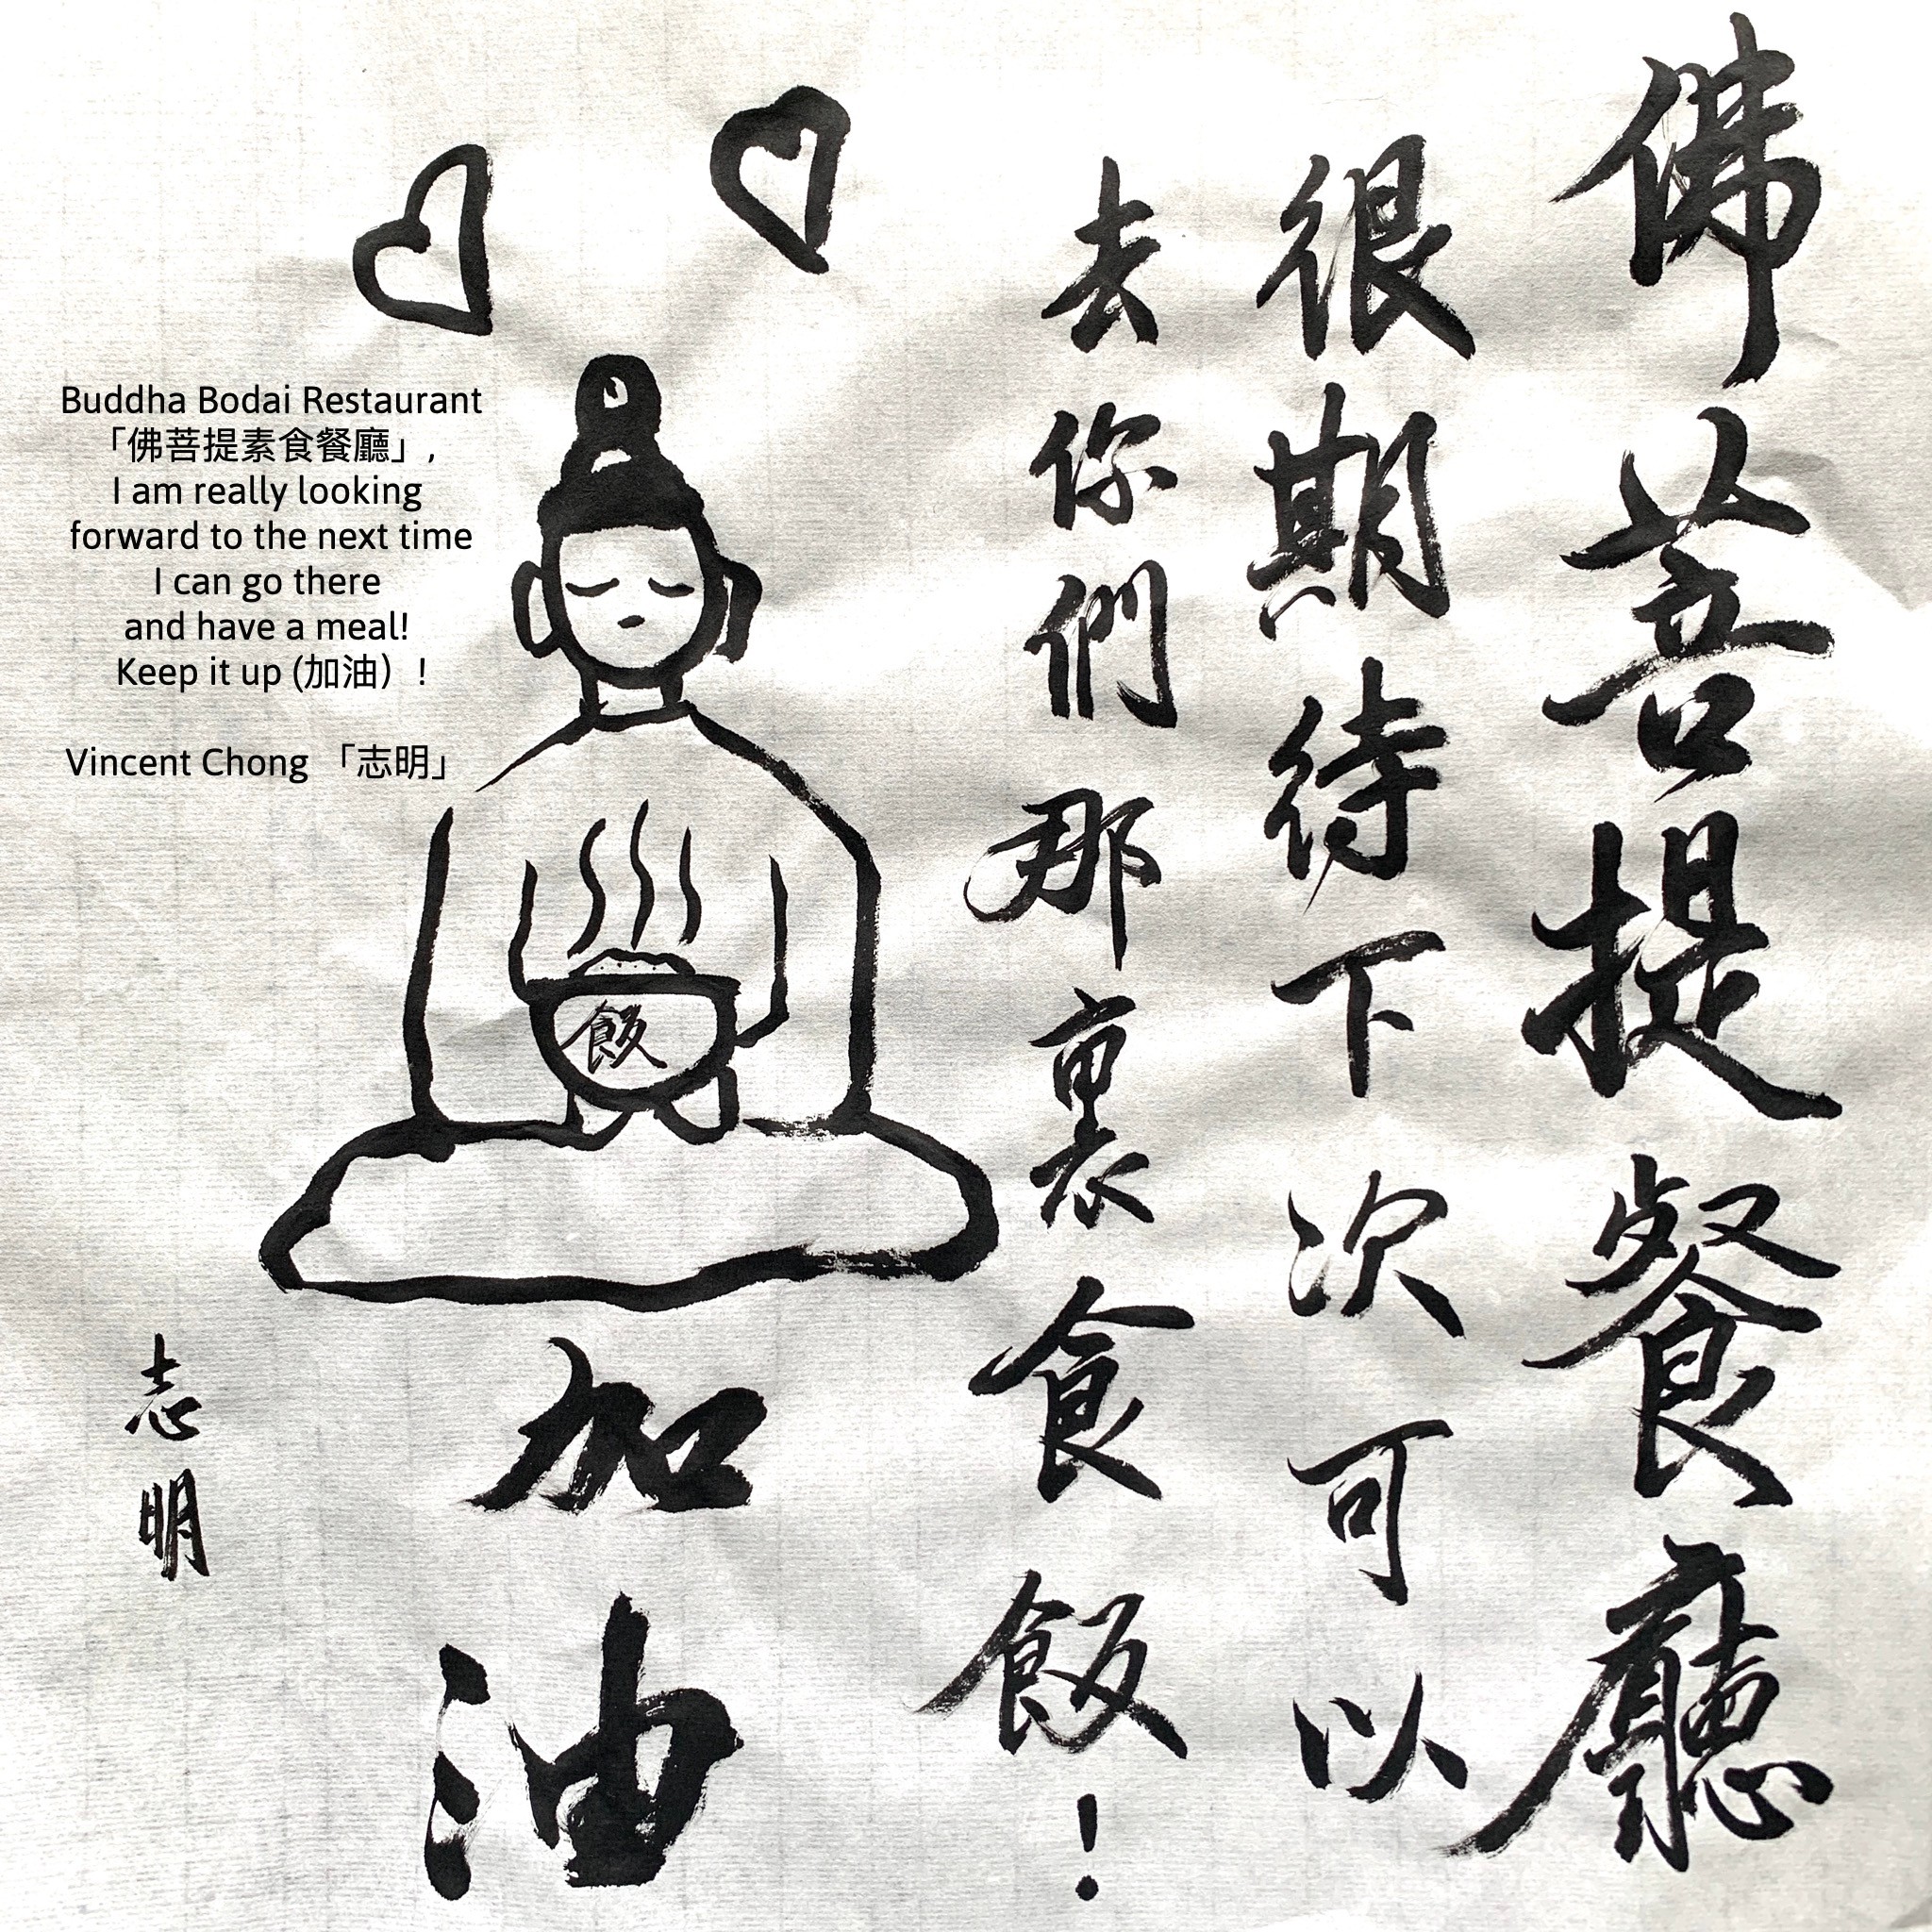 佛菩提餐廳
很期待下次可以
去你們那裏食飯！
Buddha Bodai Restaurant
「佛菩提素食餐廳」,
I am really looking
forward to the next time
I can go there
and have a meal!
Keep it up (加油）!
Vincent Chong 「志明」
飯
加油
志明